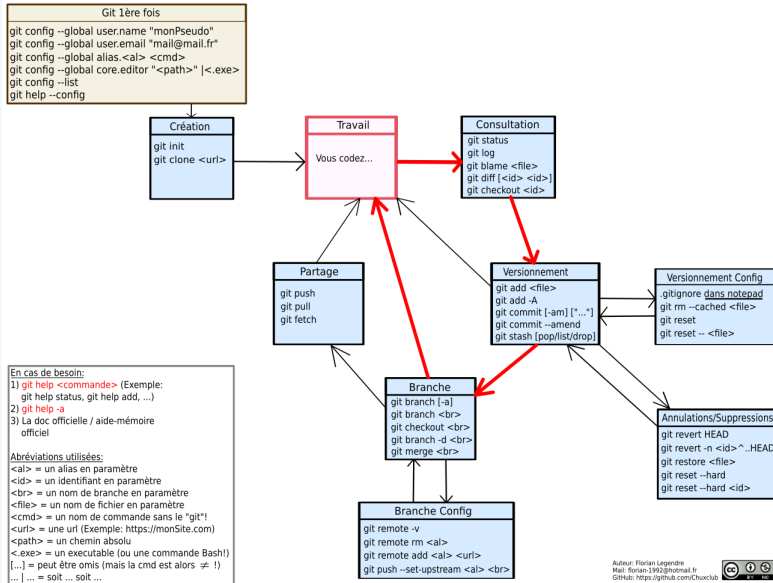 Git 1ère fois
git config --global user.name "monPseudo"
git config --global user.email "mail@mail.fr"
git config --global alias.<al> <cmd>
git config --global core.editor "<path>" |<.exe>
git config --list
git help --config
Création
git init
git clone <url>
Travail
Vous codez...
Consultation
git status
git log
git blame <file>
git diff [<id> <id>]
git checkout <id>
Partage
git push
git pull
git fetch
Versionnement
git add <file>
git add -A
git commit [-am] ["..."]
git commit --amend
git stash [pop/list/drop]
Versionnement Config
.gitignore dans notepad
git rm --cached <file>
git reset
git reset -- <file>
Branche
git branch [-a]
git branch <br>
git checkout <br>
git branch -d <br>
git merge <br>
Annulations/Suppressions
git revert HEAD
git revert -n <id>^..HEAD
git restore <file>
git reset --hard
git reset --hard <id>
Branche Config
git remote -v
git remote rm <al>
git remote add <al> <url>
git push --set-upstream <al> <br>
En cas de besoin:
1) git help <commande> (Exemple:
git help status, git help add, ...)
2) git help -a
3) La doc officielle / aide-mémoire
officiel
Abréviations utilisées:
<al> = un alias en paramètre
<id> = un identifiant en paramètre
<br> = un nom de branche en paramètre
<file> = un nom de fichier en paramètre
<cmd> = un nom de commande sans le "git"!
<url> = une url (Exemple: https://monSite.com)
<path> = un chemin absolu
<.exe> = un executable (ou une commande Bash!)
[...] = peut être omis (mais la cmd est alors ≠ !)
... | ... = soit ... soit ...
Auteur: Florian Legendre
Mail: florian-1992@hotmail.fr
GitHub: https://github.com/Chuxclub
cc
BY NC